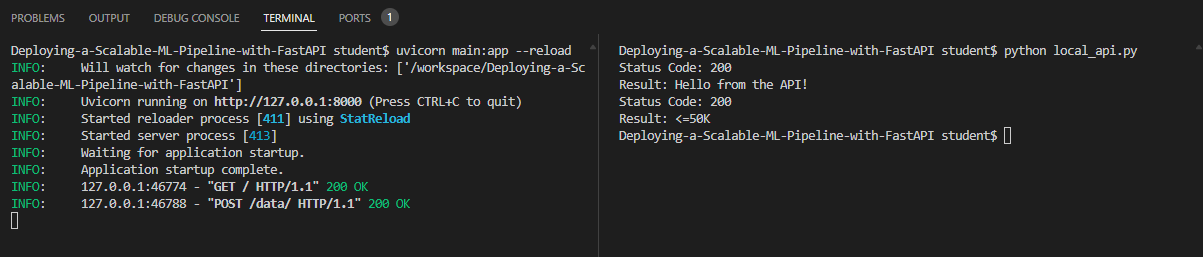 PROBLEMS OUTPUT DEBUG CONSOLE TERMINAL PORTS 1
Deploying-a-Scalable-ML-Pipeline-with-FastAPI student$ uvicorn main:app --reload
INFO: Will watch for changes in these directories: ['/workspace/Deploying-a-Sc
alable-ML-Pipeline-with-FastAPI']
INFO: Uvicorn running on http://127.0.0.1:8000 (Press CTRL+C to quit)
INFO: Started reloader process [411] using StatReload
INFO: Started server process [413]
INFO: Waiting for application startup.
INFO: Application startup complete.
INFO: 127.0.0.1:46774 - "GET / HTTP/1.1" 200 OK
INFO: 127.0.0.1:46788 - "POST /data/ HTTP/1.1" 200 OK
Deploying-a-Scalable-ML-Pipeline-with-FastAPI student$ python local_api.py
Status Code: 200
Result: Hello from the API!
Status Code: 200
Result: <=50K
Deploying-a-Scalable-ML-Pipeline-with-FastAPI student$